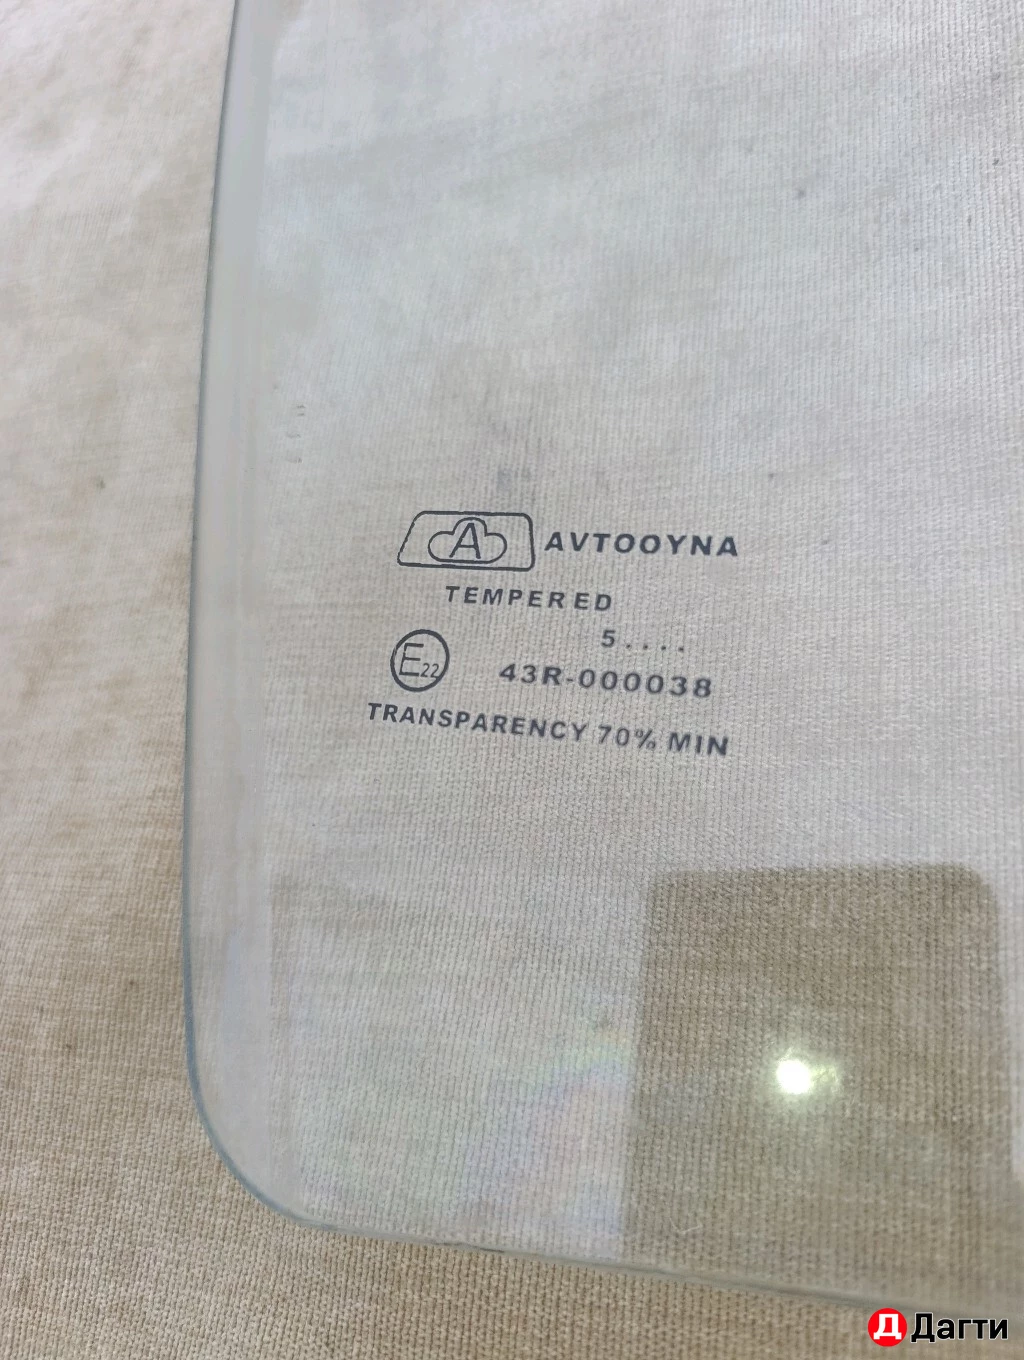 A AVTOOYNA
TEMPERED
5....
E22 43R-000038
TRANSPARENCY 70% MIN
Д Дагти